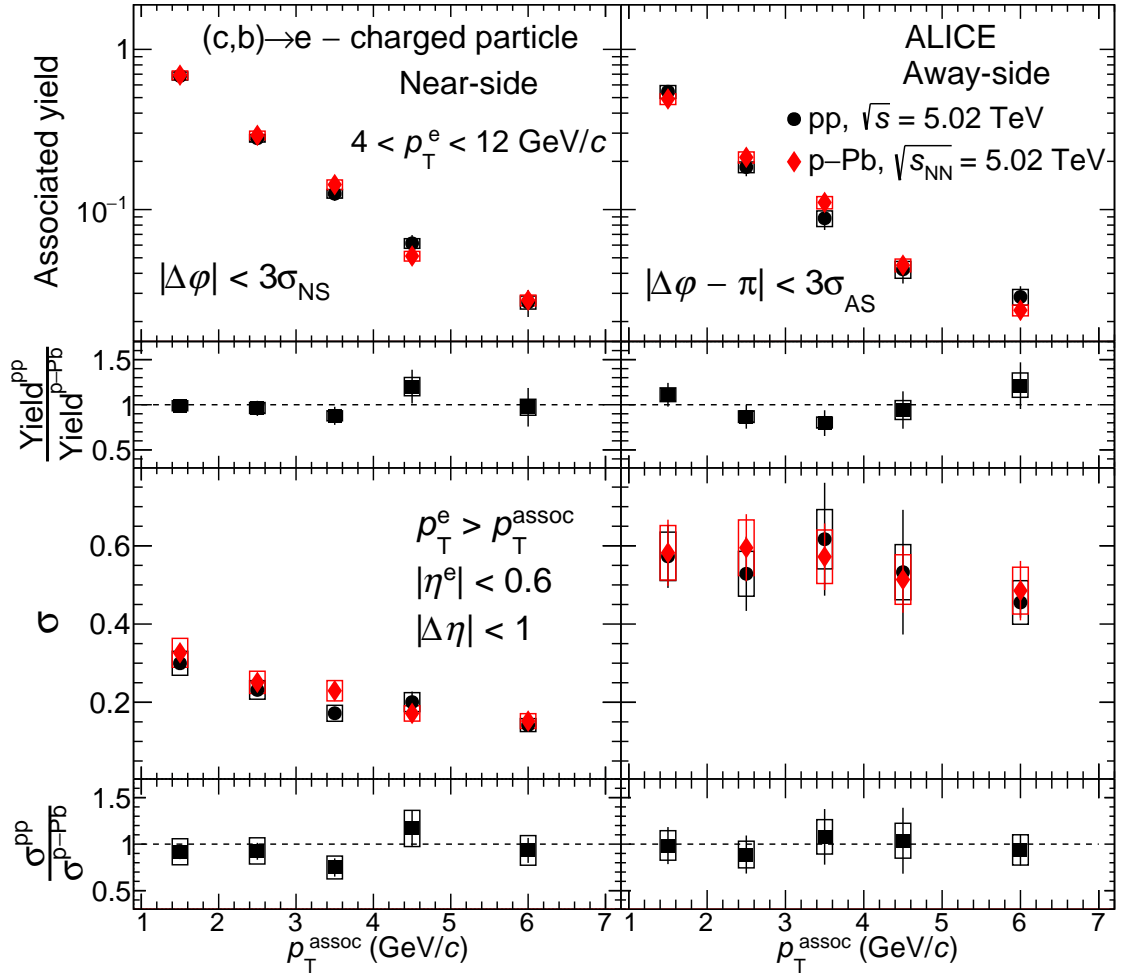 (c,b)→e − charged particle
Near-side
4 < p_T^e < 12 GeV/c
|Δφ| < 3σ_NS
Associated yield
1
10^−1
ALICE
Away-side
pp, √s = 5.02 TeV
p−Pb, √s_NN = 5.02 TeV
|Δφ − π| < 3σ_AS
Yield^pp
Yield^p−Pb
1.5
1
0.5
σ
0.6
0.4
0.2
p_T^e > p_T^assoc
|η^e| < 0.6
|Δη| < 1
σ^pp
σ^p−Pb
1.5
1
0.5
1 2 3 4 5 6 7
2 3 4 5 6 7
p_T^assoc (GeV/c)
p_T^assoc (GeV/c)